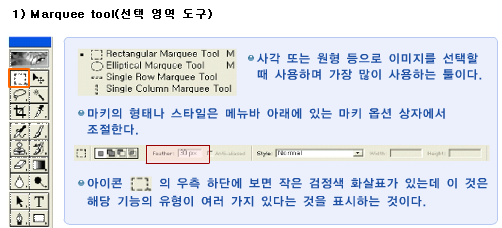 1) Marquee tool(선택 영역 도구)
Rectangular Marquee Tool M
Elliptical Marquee Tool M
Single Row Marquee Tool
Single Column Marquee Tool
사각 또는 원형 등으로 이미지를 선택할
때 사용하며 가장 많이 사용하는 툴이다.
마키의 형태나 스타일은 메뉴바 아래에 있는 마키 옵션 상자에서
조절한다.
Feather: 30 px Anti-aliased Style: Normal Width: Height:
아이콘 의 우측 하단에 보면 작은 검정색 화살표가 있는데 이 것은
해당 기능의 유형이 여러 가지 있다는 것을 표시하는 것이다.